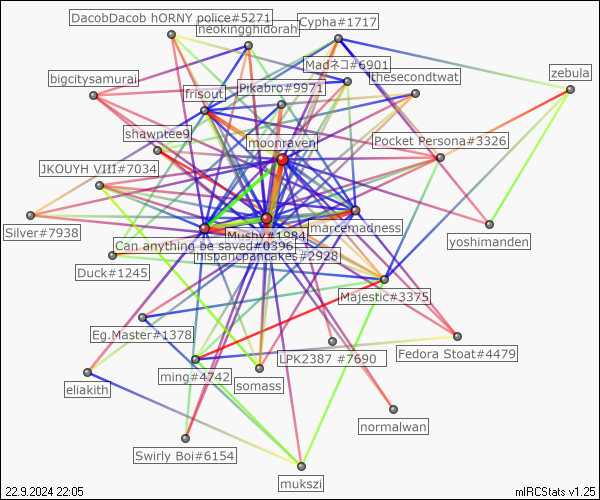 DacobDacob hORNY police#5271
neokingghidorah
Cypha#1717
Madネコ#6901
thesecondtwat
zebula
bigcitysamurai
frisout
Pikabro#9971
shawntee9
moonraven
Pocket Persona#3326
JKOUYH VIII#7034
Silver#7938
Mushy#1984
marcemadness
yoshimanden
Can anything be saved#0396
nispancpancakes#2928
Duck#1245
Majestic#3375
Eg.Master#1378
LPK2387 #7690
Fedora Stoat#4479
ming#4742
somass
eliakith
normalwan
Swirly Boi#6154
mukszi
22.9.2024 22:05
mIRCStats v1.25